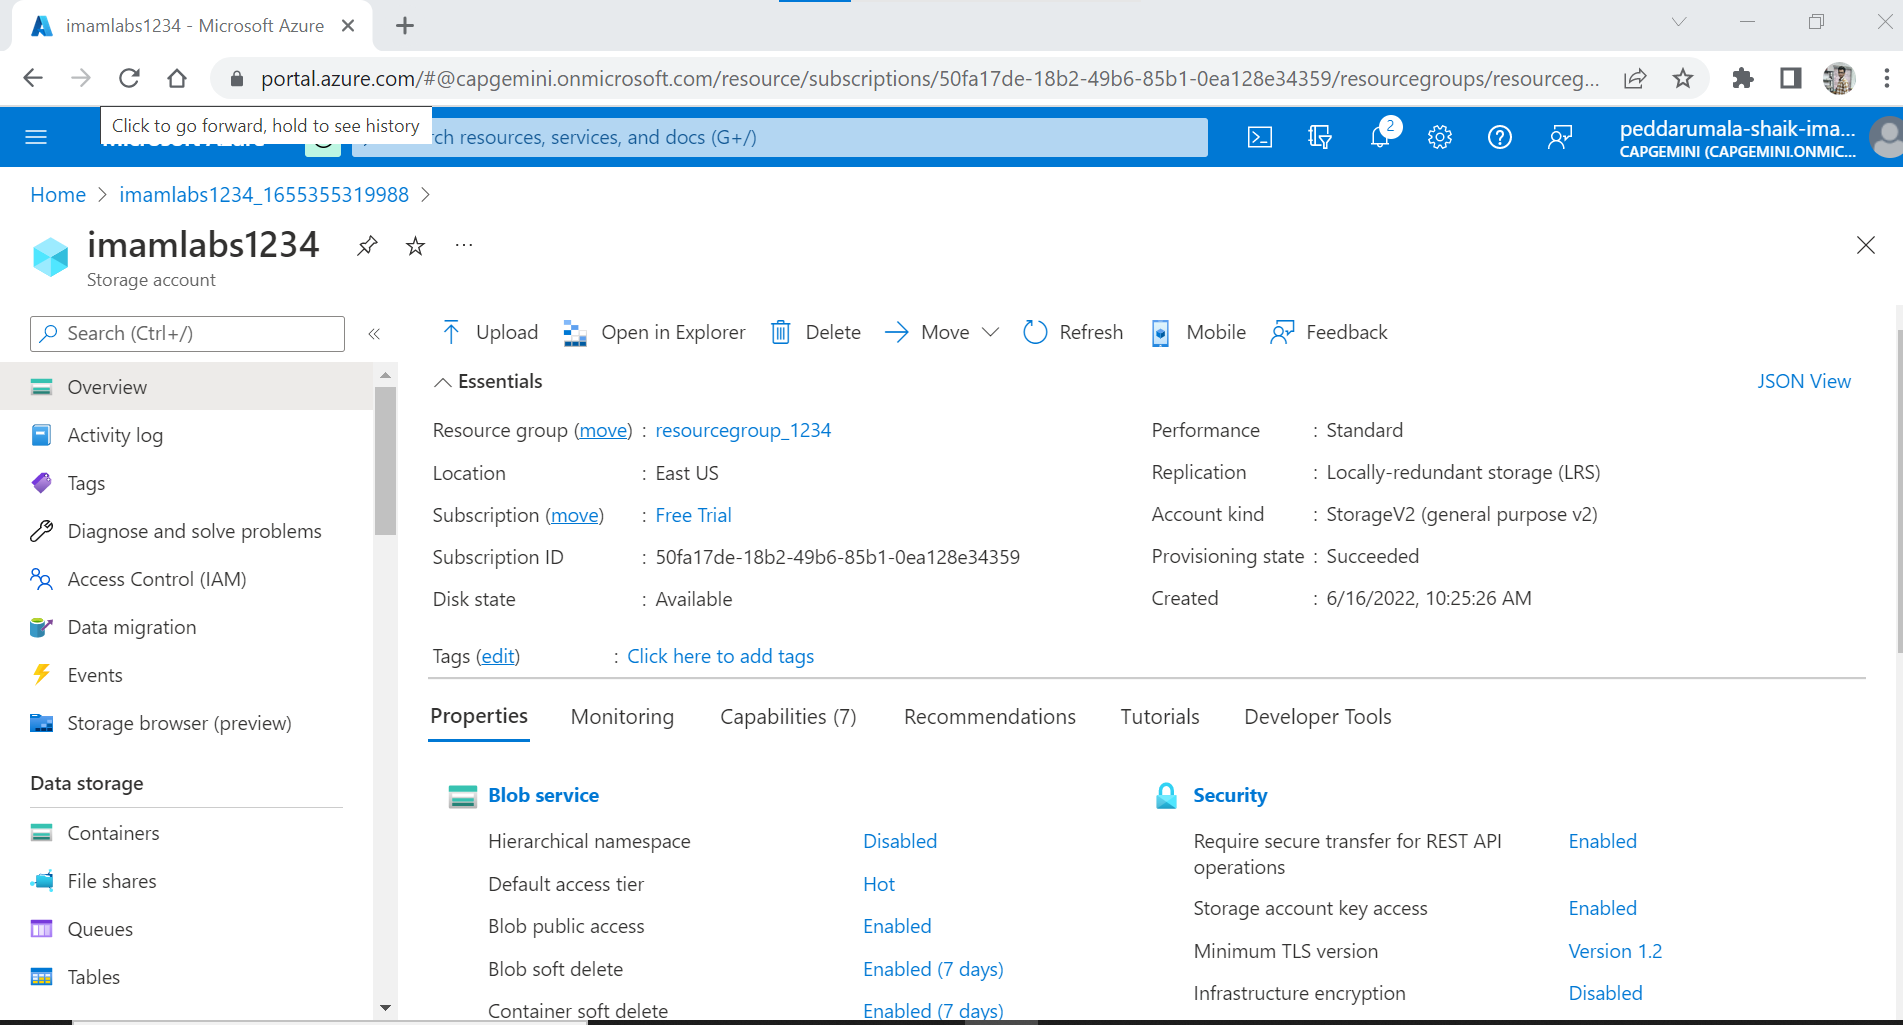 imamlabs1234 - Microsoft Azure
portal.azure.com/#@capgemini.onmicrosoft.com/resource/subscriptions/50fa17de-18b2-49b6-85b1-0ea128e34359/resourcegroups/resourceg...
Click to go forward, hold to see history
rch resources, services, and docs (G+/)
2
peddarumala-shaik-ima...
CAPGEMINI (CAPGEMINI.ONMIC...
Home > imamlabs1234_1655355319988 >
imamlabs1234
Storage account
Search (Ctrl+/)
«
Upload
Open in Explorer
Delete
Move
Refresh
Mobile
Feedback
Overview
Activity log
Tags
Diagnose and solve problems
Access Control (IAM)
Data migration
Events
Storage browser (preview)
Data storage
Containers
File shares
Queues
Tables
Essentials
JSON View
Resource group (move) : resourcegroup_1234
Location : East US
Subscription (move) : Free Trial
Subscription ID : 50fa17de-18b2-49b6-85b1-0ea128e34359
Disk state : Available
Tags (edit) : Click here to add tags
Performance : Standard
Replication : Locally-redundant storage (LRS)
Account kind : StorageV2 (general purpose v2)
Provisioning state : Succeeded
Created : 6/16/2022, 10:25:26 AM
Properties
Monitoring
Capabilities (7)
Recommendations
Tutorials
Developer Tools
Blob service
Hierarchical namespace Disabled
Default access tier Hot
Blob public access Enabled
Blob soft delete Enabled (7 days)
Container soft delete Enabled (7 days)
Security
Require secure transfer for REST API Enabled
operations
Storage account key access Enabled
Minimum TLS version Version 1.2
Infrastructure encryption Disabled